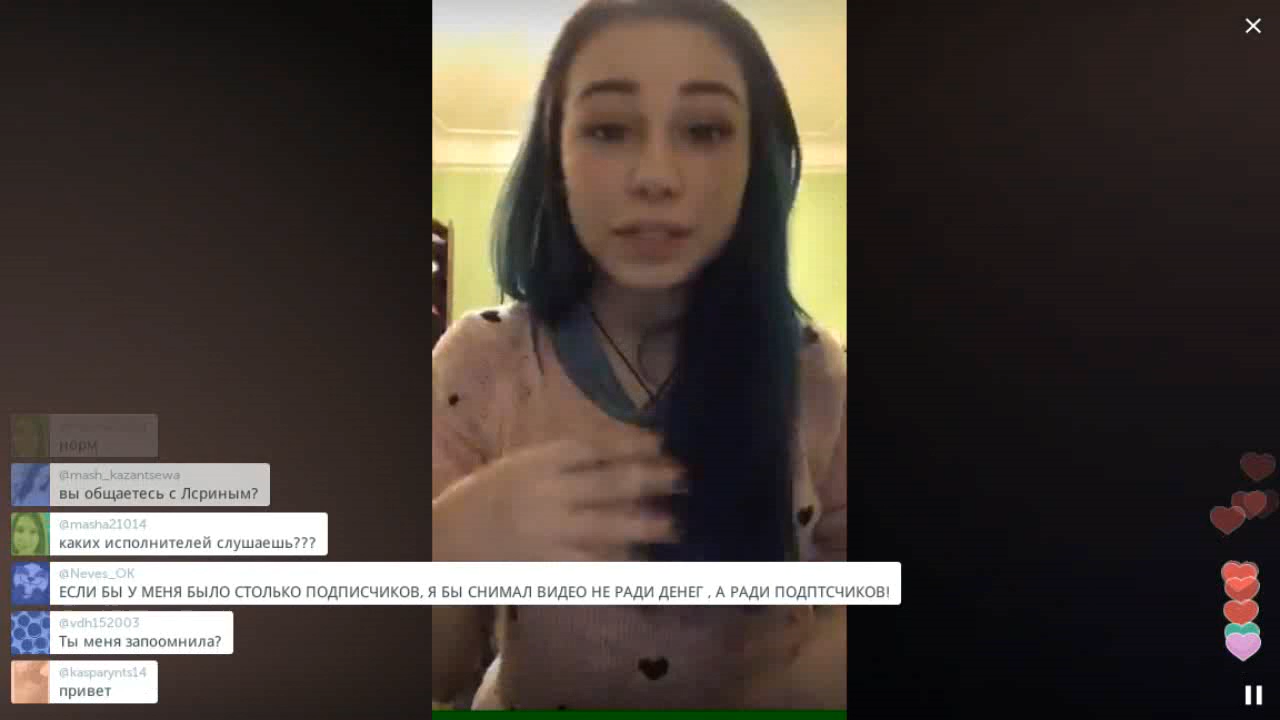 норм
@mash_kazantsewa
вы общаетесь с Лсриным?
@masha21014
каких исполнителей слушаешь???
@Neves_OK
ЕСЛИ БЫ У МЕНЯ БЫЛО СТОЛЬКО ПОДПИСЧИКОВ, Я БЫ СНИМАЛ ВИДЕО НЕ РАДИ ДЕНЕГ , А РАДИ ПОДПТСЧИКОВ!
@vdh152003
Ты меня запоомнила?
@kasparynts14
привет